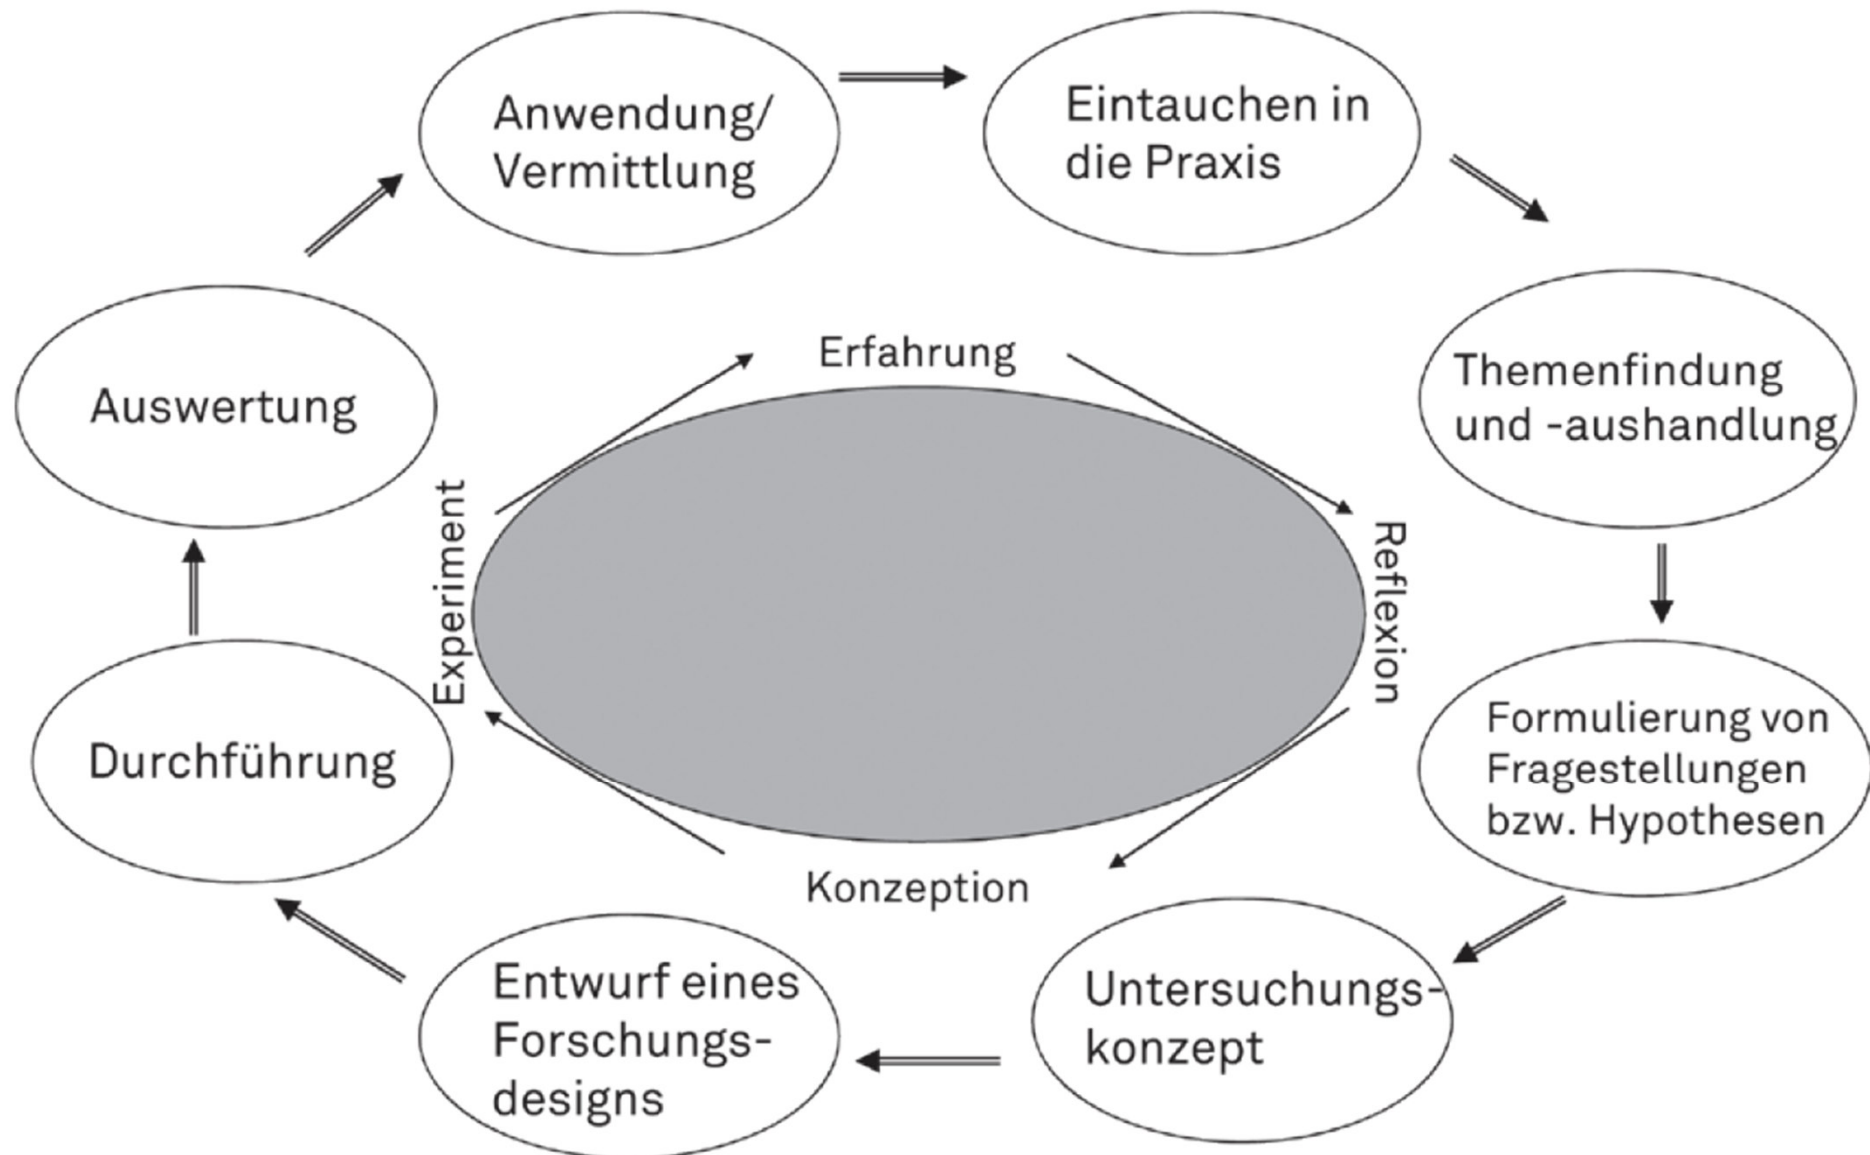 Anwendung/
Vermittlung
Eintauchen in
die Praxis
Themenfindung
und -aushandlung
Formulierung von
Fragestellungen
bzw. Hypothesen
Untersuchungs-
konzept
Entwurf eines
Forschungs-
designs
Durchführung
Auswertung
Erfahrung
Reflexion
Konzeption
Experiment